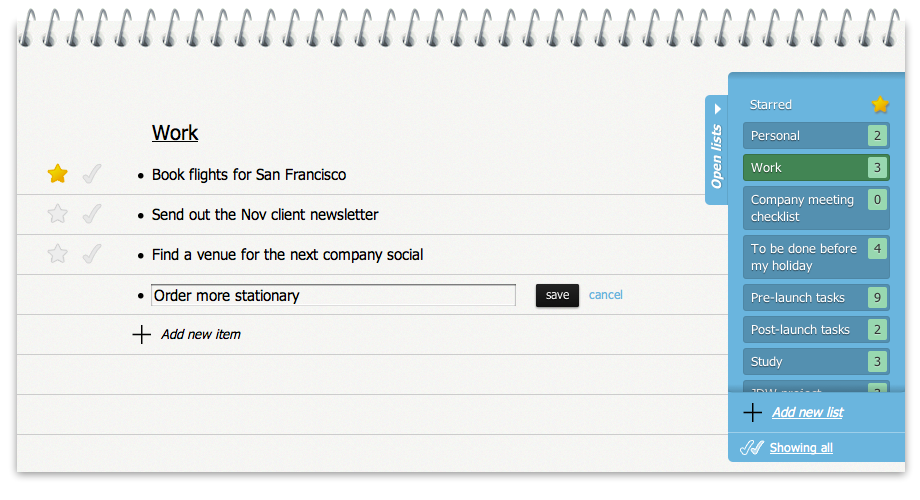 Work
Book flights for San Francisco
Send out the Nov client newsletter
Find a venue for the next company social
Order more stationary save cancel
Add new item
Open lists
Starred
Personal 2
Work 3
Company meeting 0
checklist
To be done before 4
my holiday
Pre-launch tasks 9
Post-launch tasks 2
Study 3
Add new list
Showing all